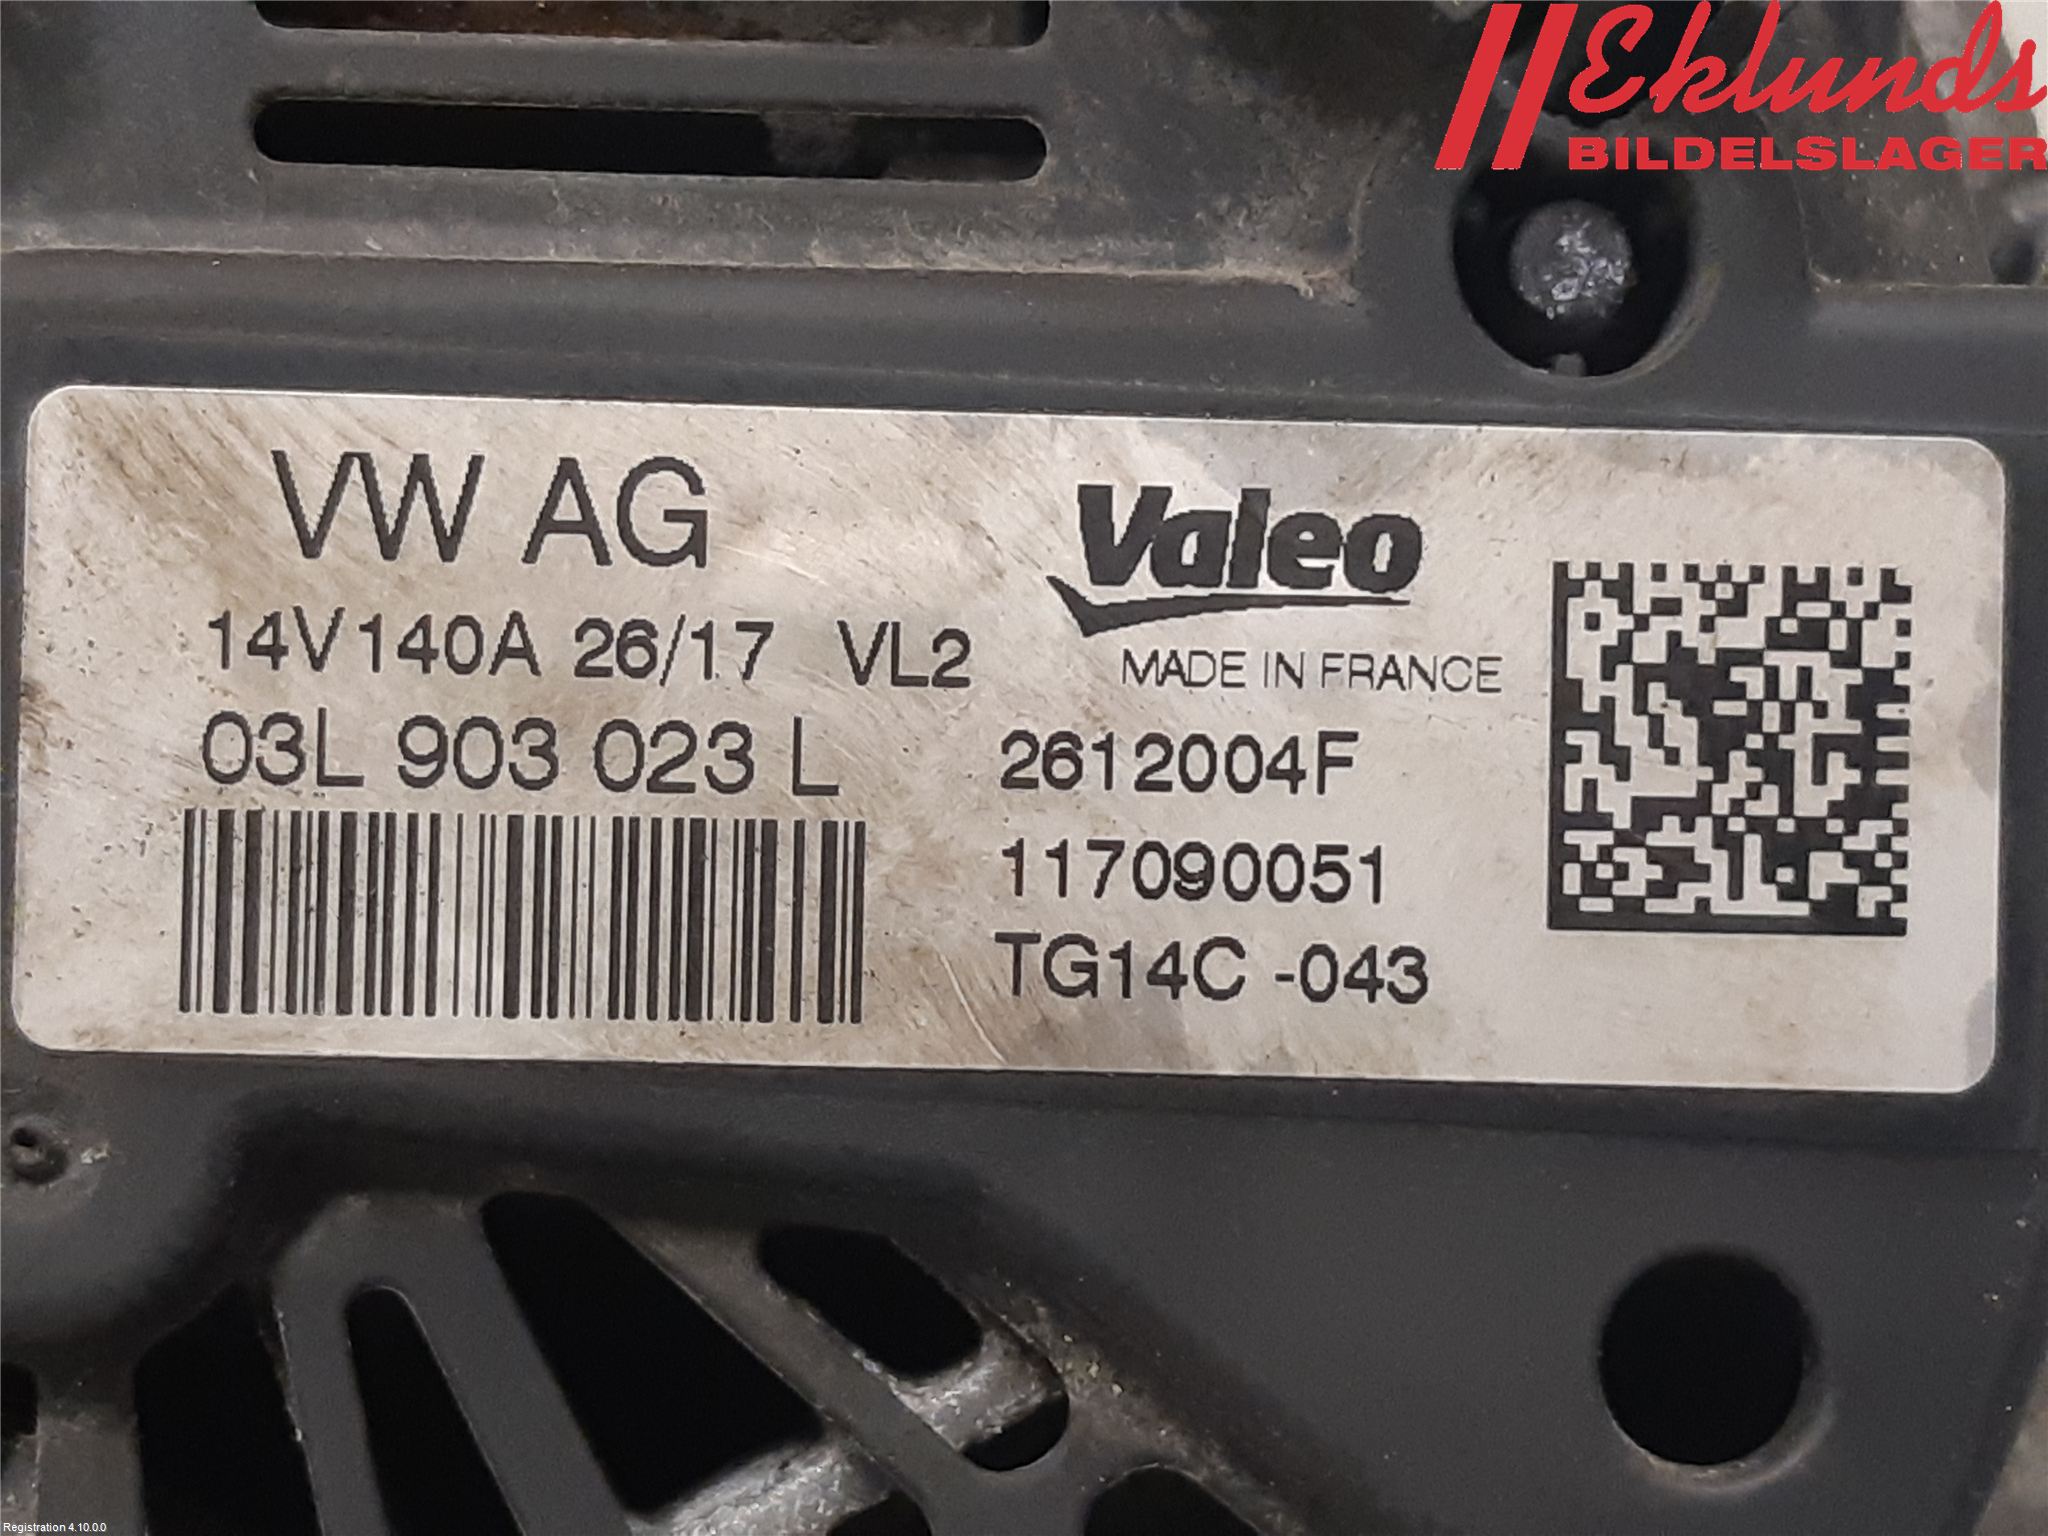 Eklunds
BILDELSLAGER
VW AG
14V140A 26/17 VL2
03L 903 023 L
Valeo
MADE IN FRANCE
2612004F
117090051
TG14C -043
Registration 4.10.0.0